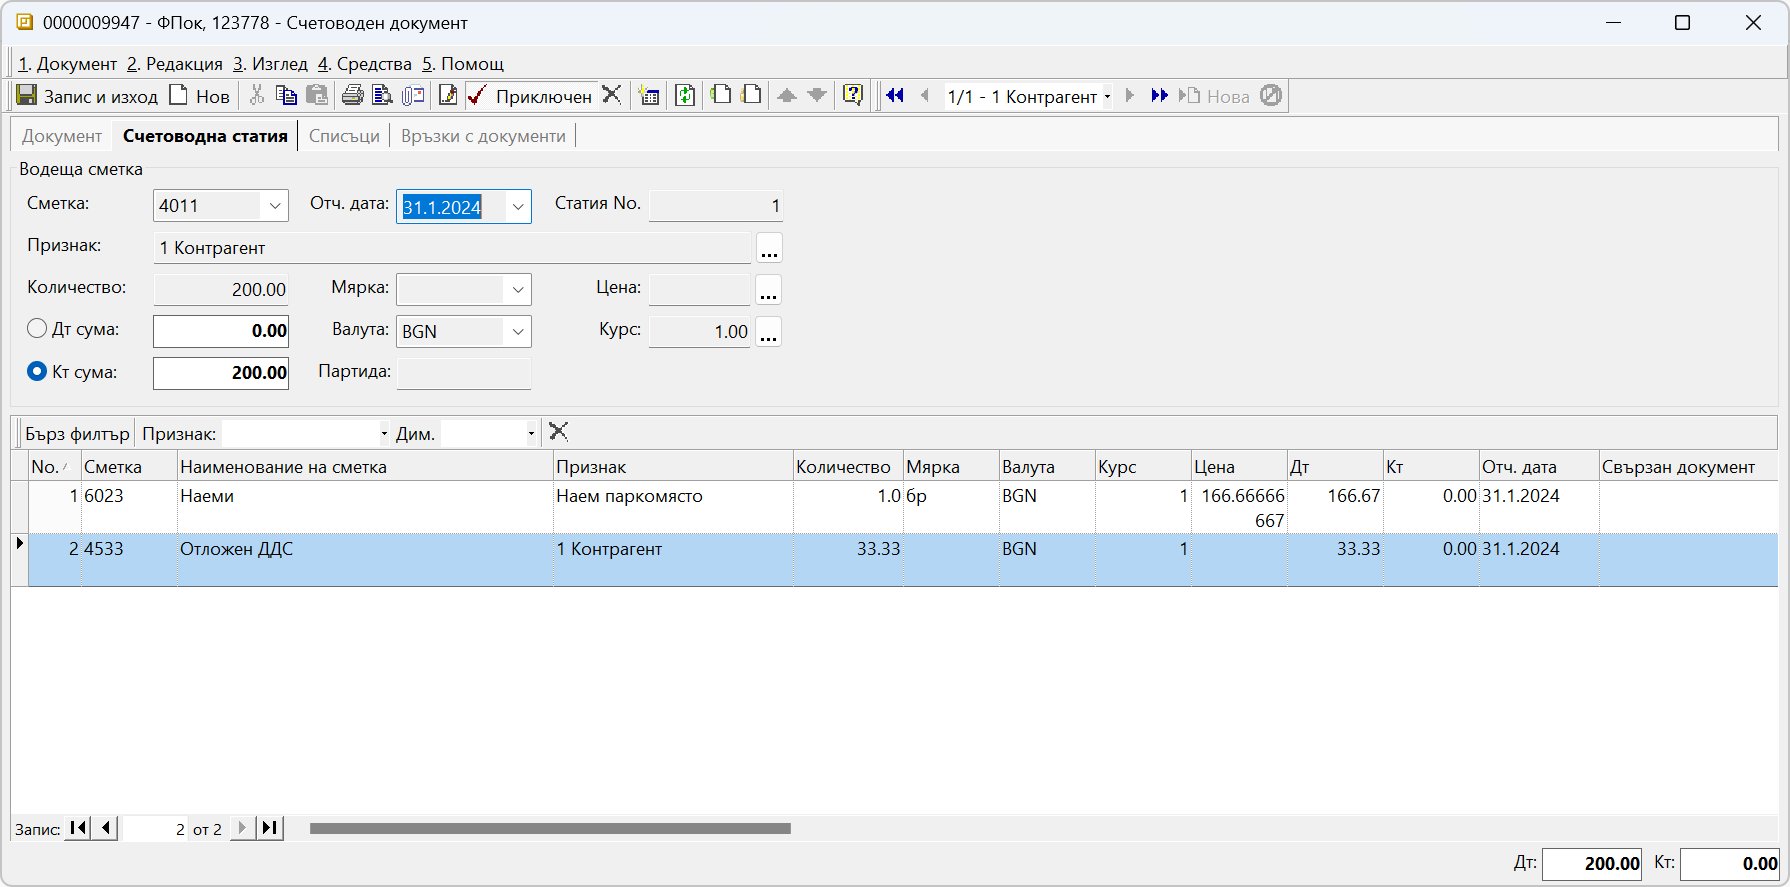 0000009947 - ФПок, 123778 - Счетоводен документ
1. Документ 2. Редакция 3. Изглед 4. Средства 5. Помощ
Запис и изход Нов Приключен 1/1 - 1 Контрагент Нова
Документ Счетоводна статия Списъци Връзки с документи
Водеща сметка
Сметка: 4011 Отч. дата: 31.1.2024 Статия No. 1
Признак: 1 Контрагент ...
Количество: 200.00 Мярка: Цена: ...
Дт сума: 0.00 Валута: BGN Курс: 1.00 ...
Кт сума: 200.00 Партида:
Бърз филтър Признак: Дим.
No. Сметка Наименование на сметка Признак Количество Мярка Валута Курс Цена Дт Кт Отч. дата Свързан документ
1 6023 Наеми Наем паркомясто 1.0 бр BGN 1 166.66666 166.67 0.00 31.1.2024
667
2 4533 Отложен ДДС 1 Контрагент 33.33 BGN 1 33.33 0.00 31.1.2024
Запис: 2 от 2
Дт: 200.00 Кт: 0.00